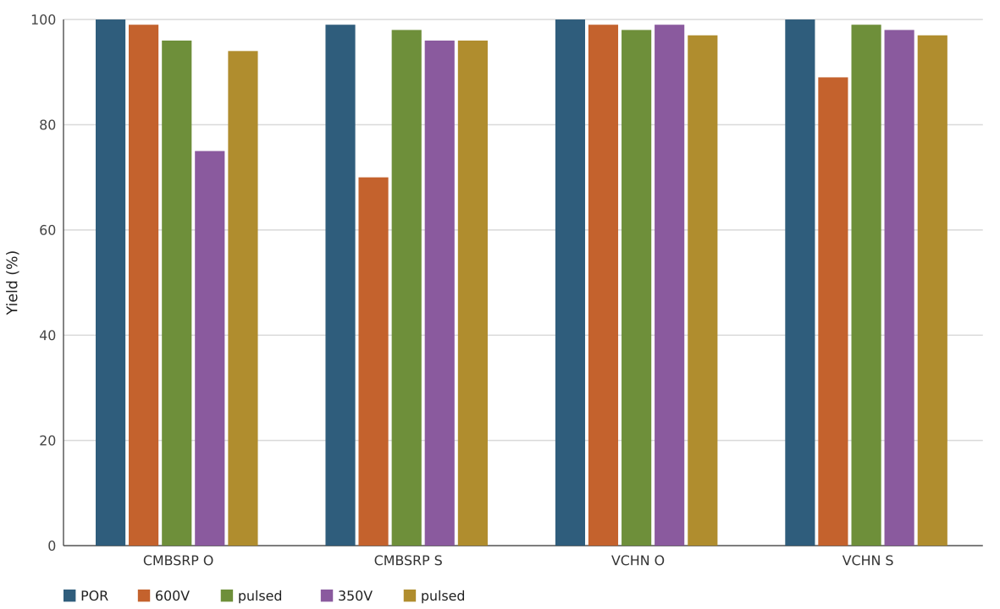 100
80
60
40
20
0
Yield (%)
CMBSRP O CMBSRP S VCHN O VCHN S
POR 600V pulsed 350V pulsed